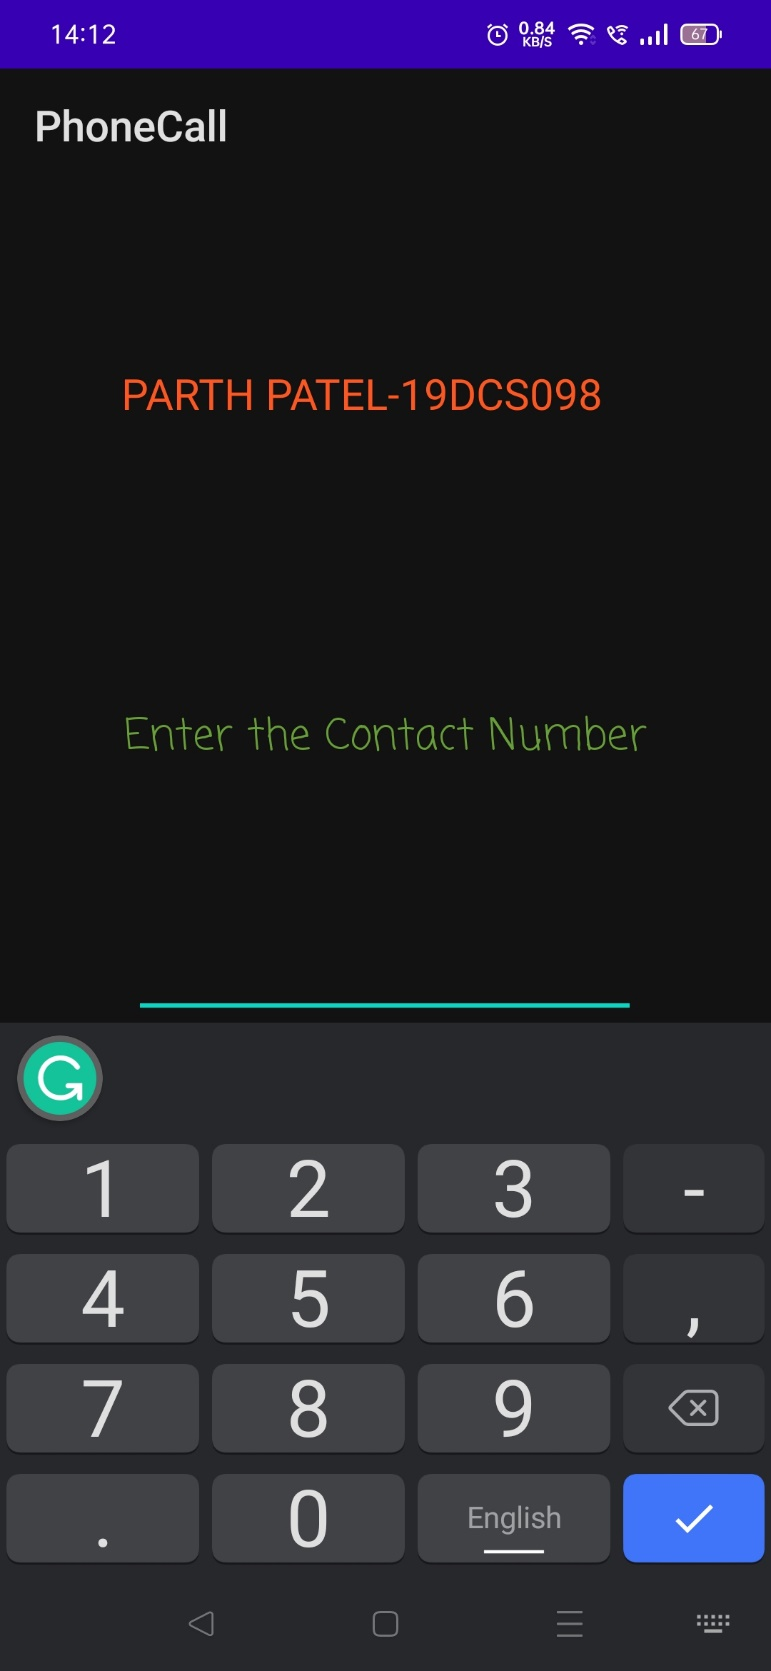 14:12
0.84
KB/S
67
PhoneCall
PARTH PATEL-19DCS098
Enter the Contact Number
G
1 2 3 -
4 5 6 ,
7 8 9
. 0 English